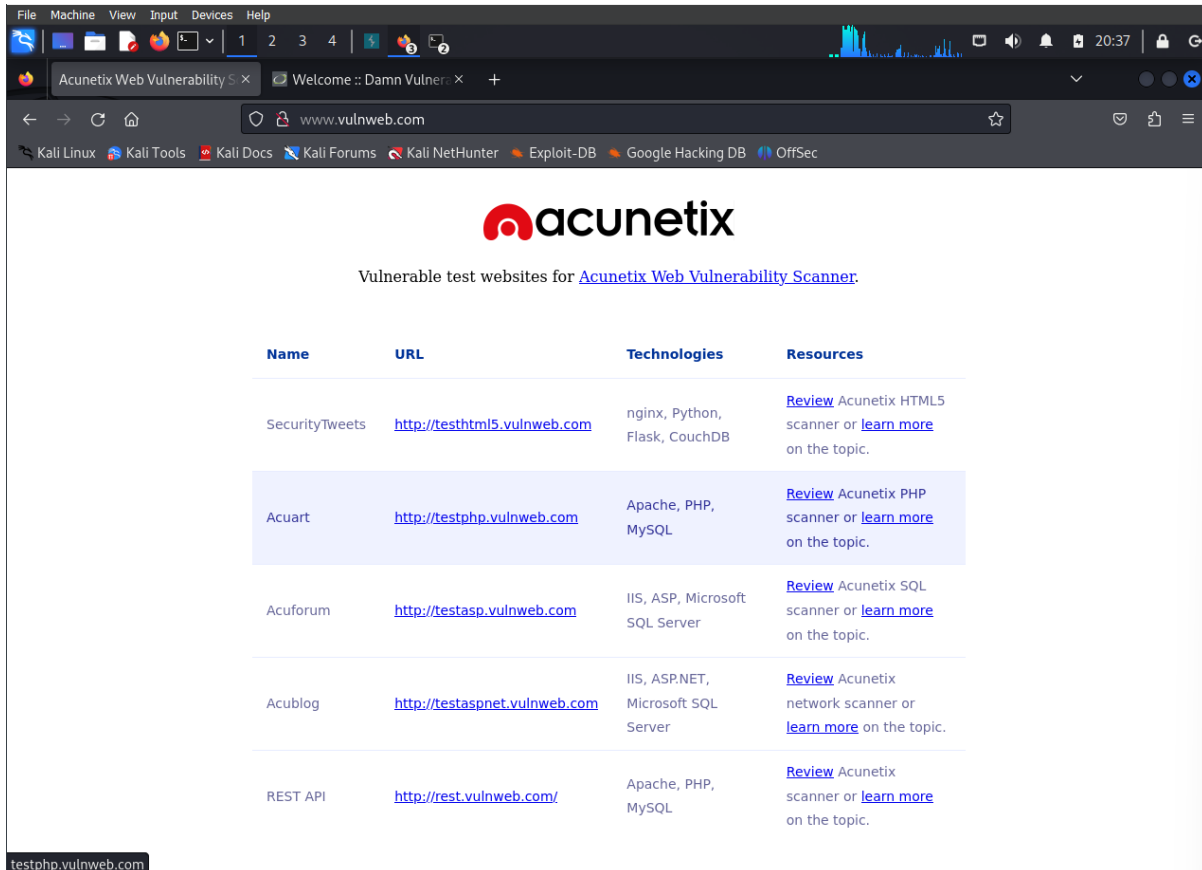 File Machine View Input Devices Help
1 2 3 4 3 2 20:37
Acunetix Web Vulnerability S × Welcome :: Damn Vulnera × +
www.vulnweb.com
Kali Linux Kali Tools Kali Docs Kali Forums Kali NetHunter Exploit-DB Google Hacking DB OffSec
acunetix
Vulnerable test websites for Acunetix Web Vulnerability Scanner.
Name URL Technologies Resources
SecurityTweets http://testhtml5.vulnweb.com nginx, Python,
Flask, CouchDB
Review Acunetix HTML5
scanner or learn more
on the topic.
Acuart http://testphp.vulnweb.com Apache, PHP,
MySQL
Review Acunetix PHP
scanner or learn more
on the topic.
Acuforum http://testasp.vulnweb.com IIS, ASP, Microsoft
SQL Server
Review Acunetix SQL
scanner or learn more
on the topic.
Acublog http://testaspnet.vulnweb.com IIS, ASP.NET,
Microsoft SQL
Server
Review Acunetix
network scanner or
learn more on the topic.
REST API http://rest.vulnweb.com/ Apache, PHP,
MySQL
Review Acunetix
scanner or learn more
on the topic.
testphp.vulnweb.com